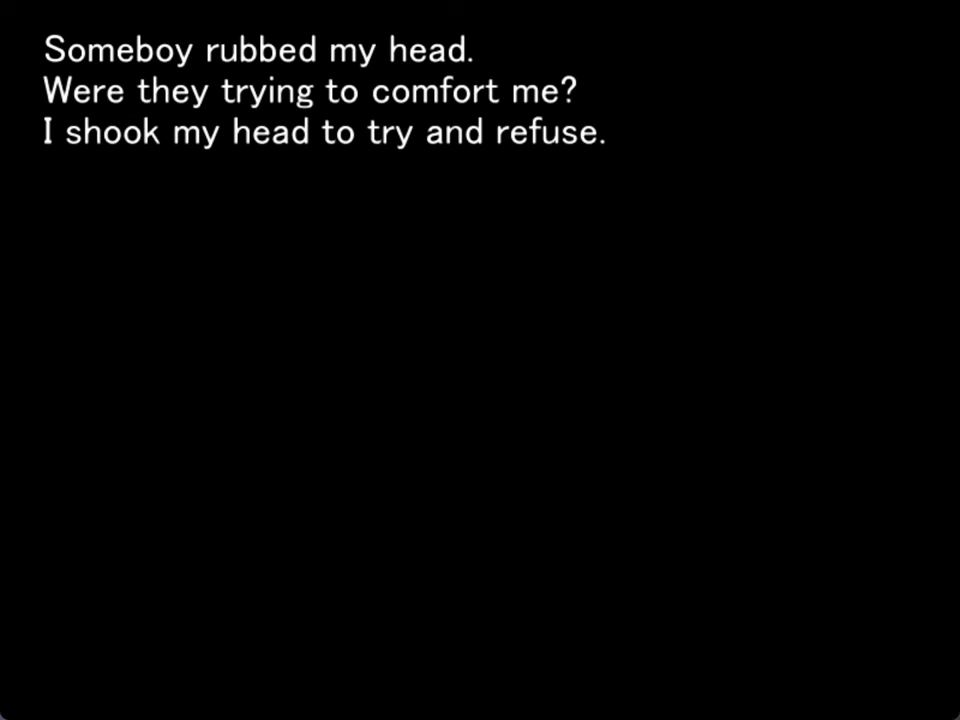 Someboy rubbed my head.
Were they trying to comfort me?
I shook my head to try and refuse.